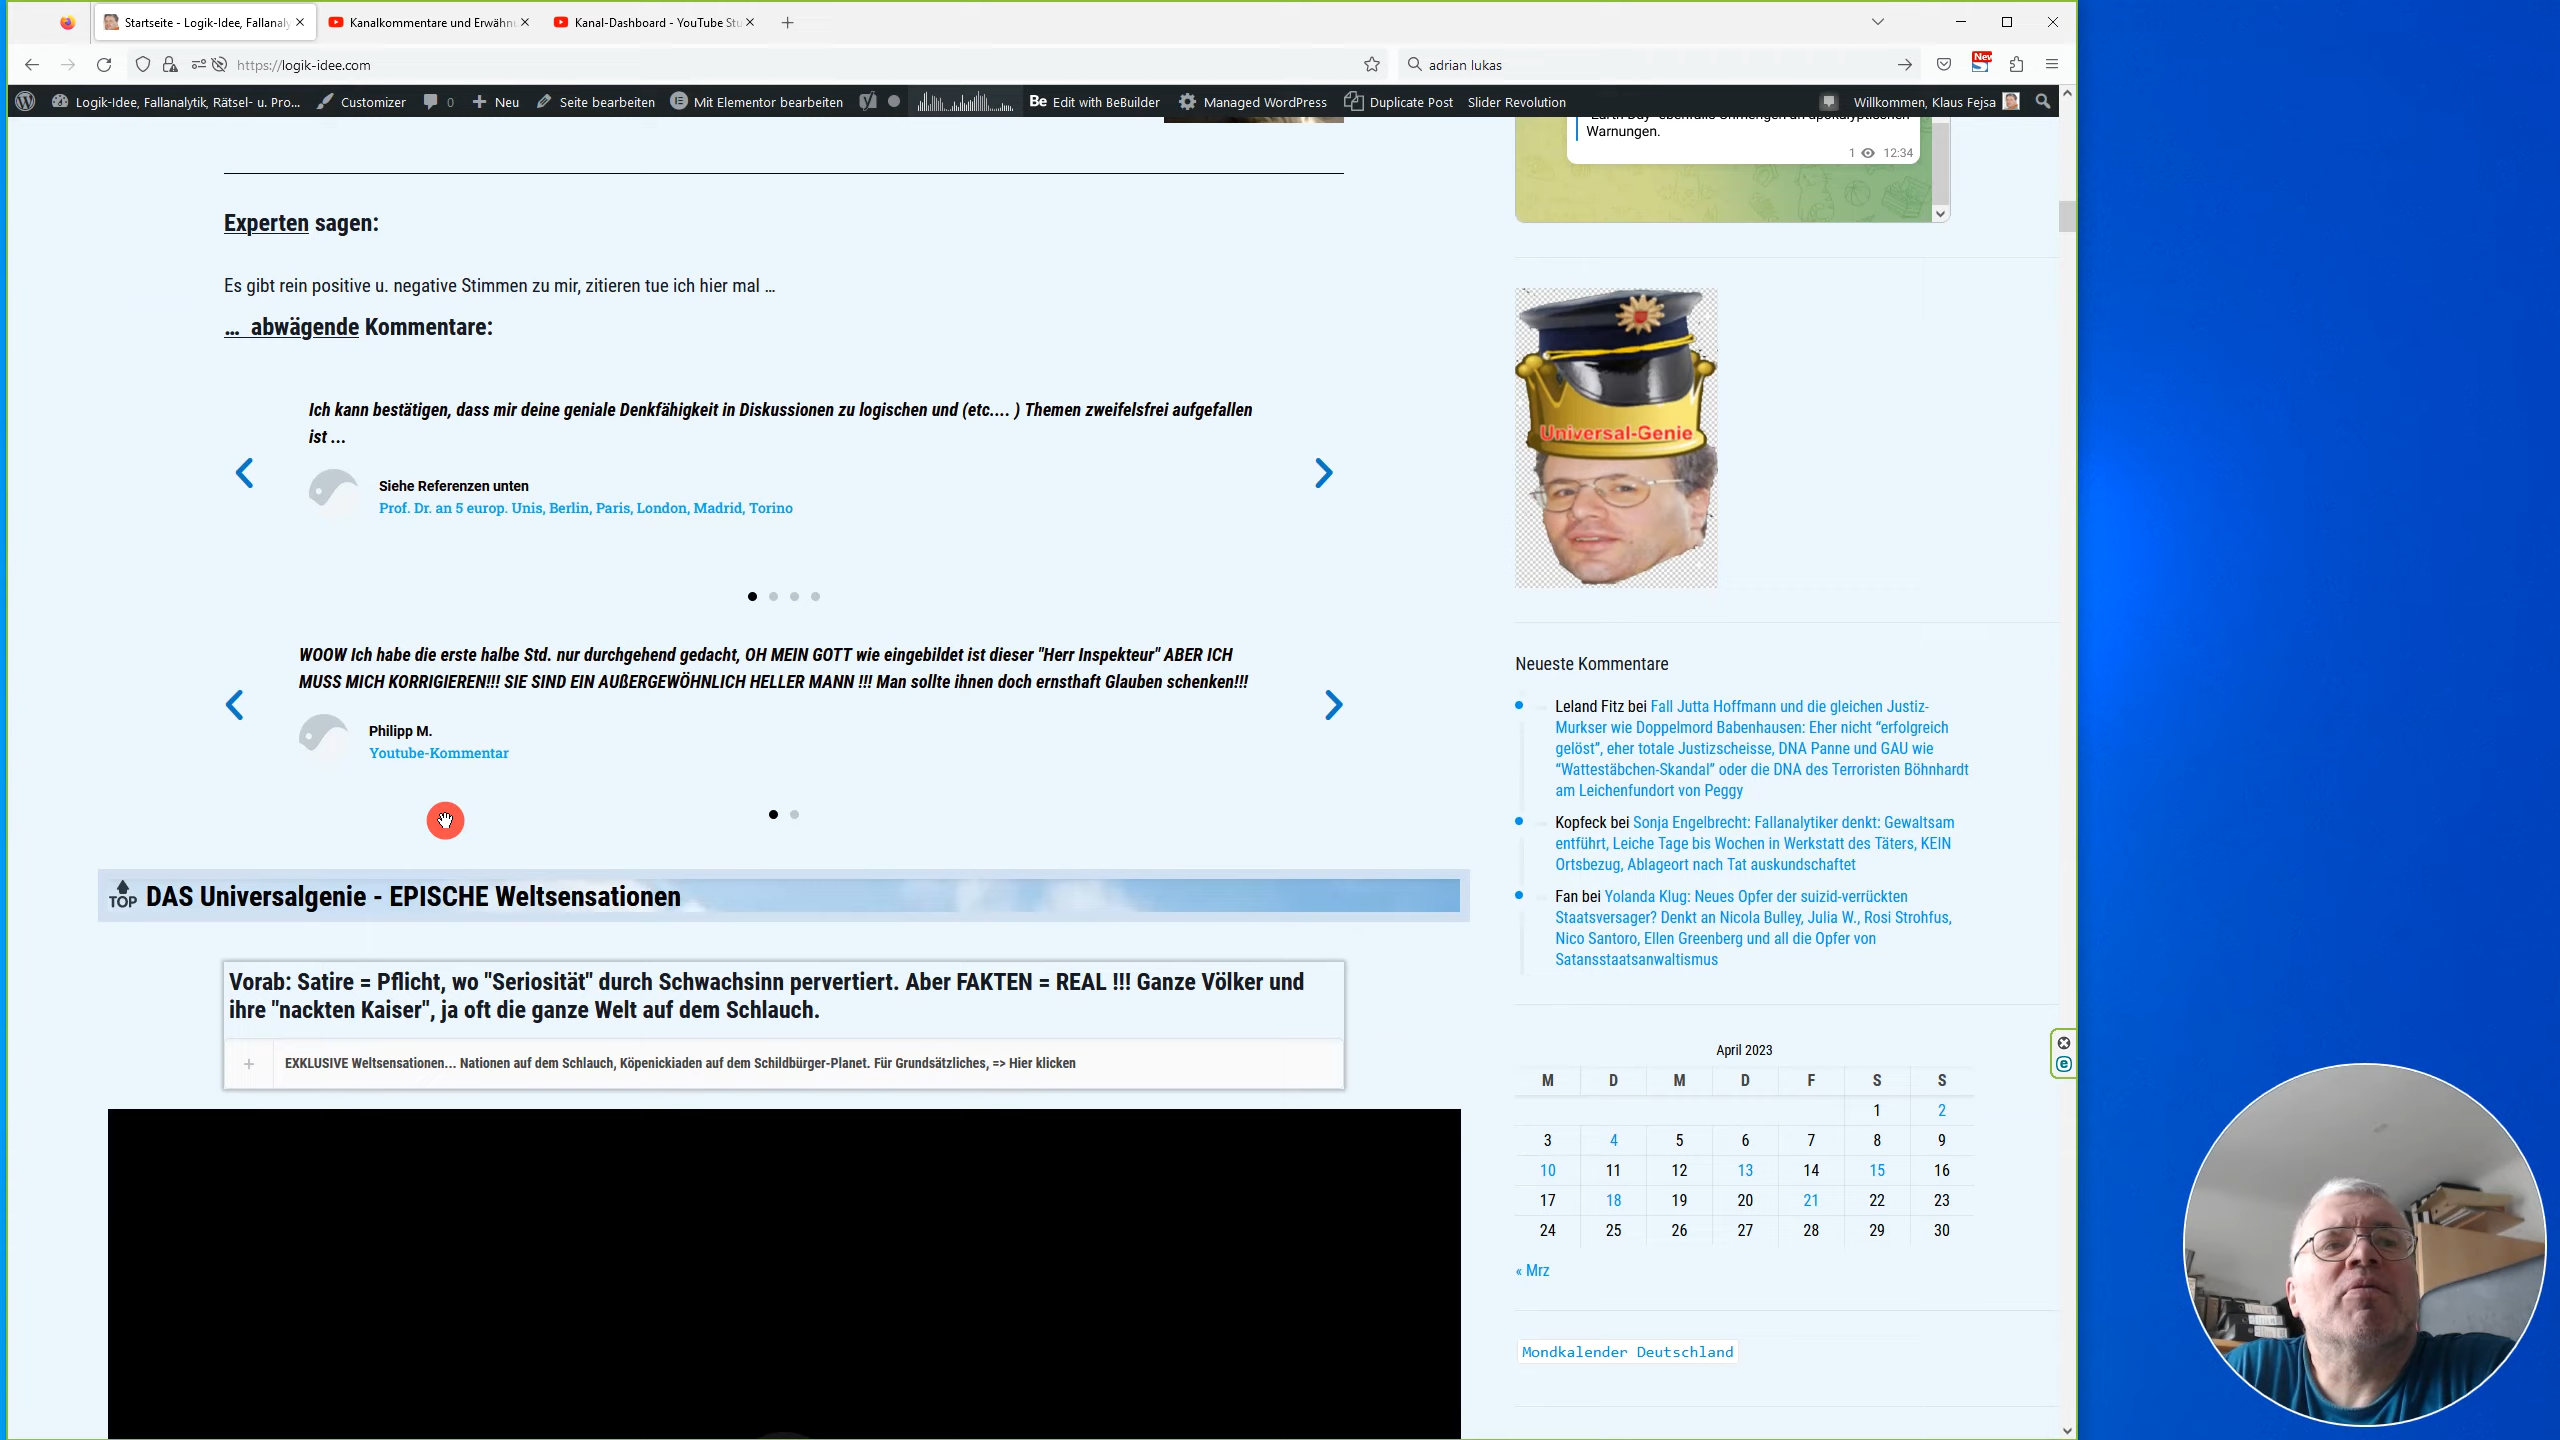 Startseite - Logik-Idee, Fallanaly
Kanalkommentare und Erwähnu
Kanal-Dashboard - YouTube Stu
https://logik-idee.com
adrian lukas
New
Logik-Idee, Fallanalytik, Rätsel- u. Pro...
Customizer
0
Neu
Seite bearbeiten
Mit Elementor bearbeiten
Be Edit with BeBuilder
Managed WordPress
Duplicate Post
Slider Revolution
Willkommen, Klaus Fejsa
Experten sagen:
Es gibt rein positive u. negative Stimmen zu mir, zitieren tue ich hier mal ...
... abwägende Kommentare:
Ich kann bestätigen, dass mir deine geniale Denkfähigkeit in Diskussionen zu logischen und (etc.... ) Themen zweifelsfrei aufgefallen
ist ...
Siehe Referenzen unten
Prof. Dr. an 5 europ. Unis, Berlin, Paris, London, Madrid, Torino
WOOW Ich habe die erste halbe Std. nur durchgehend gedacht, OH MEIN GOTT wie eingebildet ist dieser "Herr Inspekteur" ABER ICH
MUSS MICH KORRIGIEREN!!! SIE SIND EIN AUßERGEWÖHNLICH HELLER MANN !!! Man sollte ihnen doch ernsthaft Glauben schenken!!!
Philipp M.
Youtube-Kommentar
TOP
DAS Universalgenie - EPISCHE Weltsensationen
Vorab: Satire = Pflicht, wo "Seriosität" durch Schwachsinn pervertiert. Aber FAKTEN = REAL !!! Ganze Völker und
ihre "nackten Kaiser", ja oft die ganze Welt auf dem Schlauch.
+ EXKLUSIVE Weltsensationen... Nationen auf dem Schlauch, Köpenickiaden auf dem Schildbürger-Planet. Für Grundsätzliches, => Hier klicken
"Earth Day" ebenfalls Unmengen an apokalyptischen
Warnungen.
1 12:34
Universal-Genie
Neueste Kommentare
Leland Fitz bei Fall Jutta Hoffmann und die gleichen Justiz-
Murkser wie Doppelmord Babenhausen: Eher nicht “erfolgreich
gelöst”, eher totale Justizscheisse, DNA Panne und GAU wie
“Wattestäbchen-Skandal” oder die DNA des Terroristen Böhnhardt
am Leichenfundort von Peggy
Kopfeck bei Sonja Engelbrecht: Fallanalytiker denkt: Gewaltsam
entführt, Leiche Tage bis Wochen in Werkstatt des Täters, KEIN
Ortsbezug, Ablageort nach Tat auskundschaftet
Fan bei Yolanda Klug: Neues Opfer der suizid-verrückten
Staatsversager? Denkt an Nicola Bulley, Julia W., Rosi Strohfus,
Nico Santoro, Ellen Greenberg und all die Opfer von
Satansstaatsanwaltismus
April 2023
M D M D F S S
1 2
3 4 5 6 7 8 9
10 11 12 13 14 15 16
17 18 19 20 21 22 23
24 25 26 27 28 29 30
« Mrz
Mondkalender Deutschland